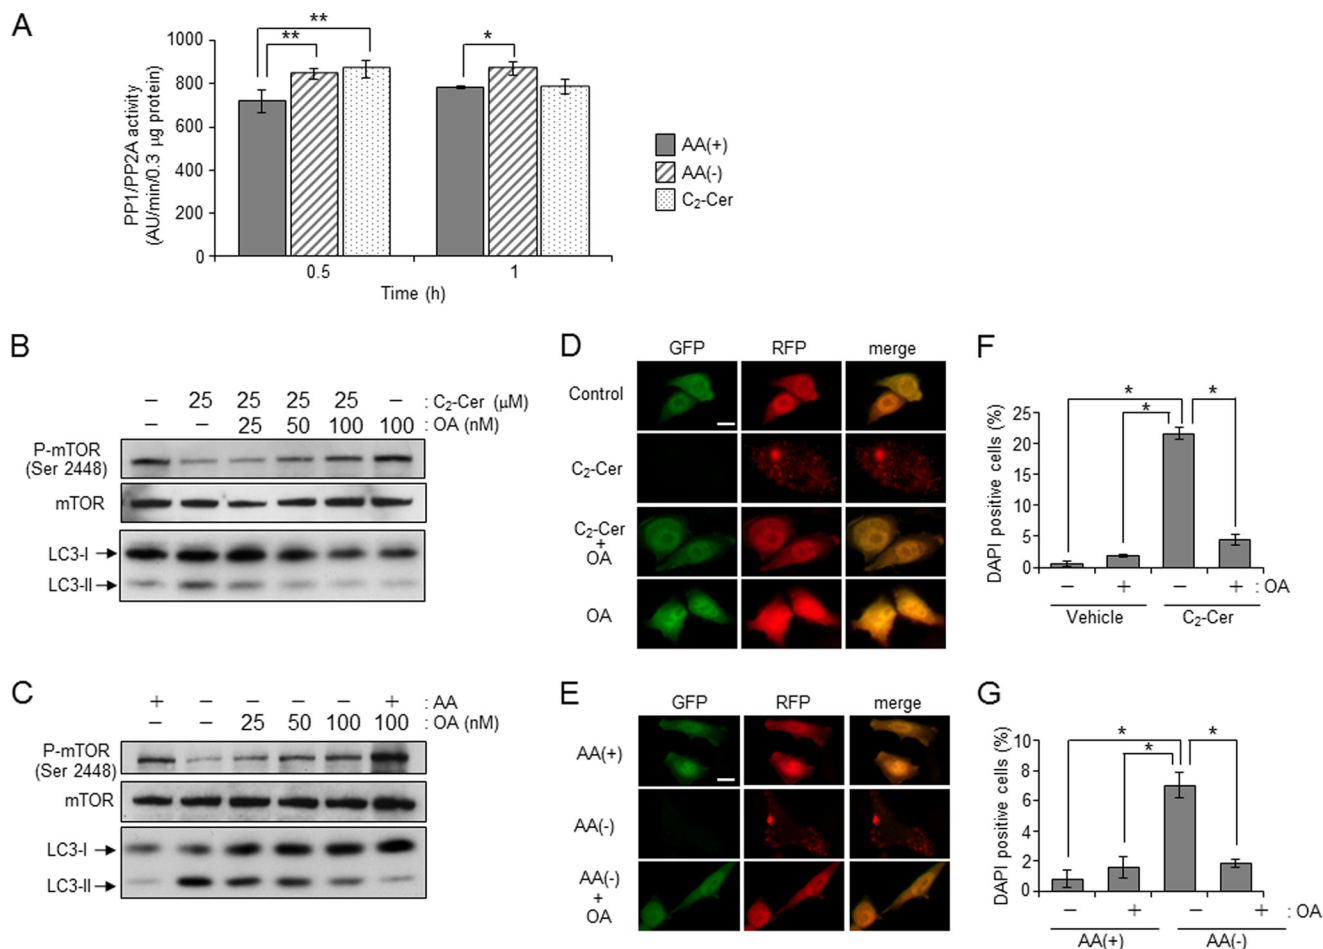 A
PP1/PP2A activity
(AU/min/0.3 µg protein)
1000
800
600
400
200
0
** **
*
0.5 1
Time (h)
AA(+)
AA(-)
C₂-Cer
B
– 25 25 25 25 – : C₂-Cer (µM)
– – 25 50 100 100 : OA (nM)
P-mTOR
(Ser 2448)
mTOR
LC3-I
LC3-II
C
+ – – – – + : AA
– – 25 50 100 100 : OA (nM)
P-mTOR
(Ser 2448)
mTOR
LC3-I
LC3-II
D
GFP RFP merge
Control
C₂-Cer
C₂-Cer
+
OA
OA
E
GFP RFP merge
AA(+)
AA(-)
AA(-)
+
OA
F
DAPI positive cells (%)
25
20
15
10
5
0
* * *
– + – + : OA
Vehicle C₂-Cer
G
DAPI positive cells (%)
10
8
6
4
2
0
* * *
– + – + : OA
AA(+) AA(-)